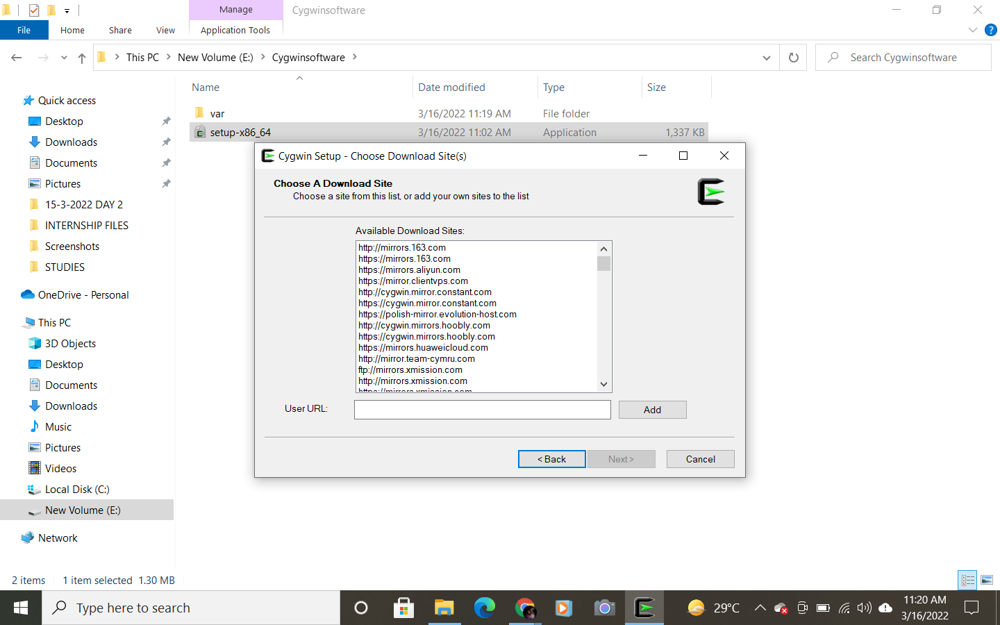 Manage
Cygwinsoftware
File
Home
Share
View
Application Tools
This PC
New Volume (E:)
Cygwinsoftware
Search Cygwinsoftware
Name
Date modified
Type
Size
var
3/16/2022 11:19 AM
File folder
setup-x86_64
3/16/2022 11:02 AM
Application
1,337 KB
Quick access
Desktop
Downloads
Documents
Pictures
15-3-2022 DAY 2
INTERNSHIP FILES
Screenshots
STUDIES
OneDrive - Personal
This PC
3D Objects
Desktop
Documents
Downloads
Music
Pictures
Videos
Local Disk (C:)
New Volume (E:)
Network
Cygwin Setup - Choose Download Site(s)
Choose A Download Site
Choose a site from this list, or add your own sites to the list
Available Download Sites:
http://mirrors.163.com
https://mirrors.163.com
https://mirrors.aliyun.com
https://mirror.clientvps.com
http://cygwin.mirror.constant.com
https://cygwin.mirror.constant.com
https://polish-mirror.evolution-host.com
http://cygwin.mirrors.hoobly.com
https://cygwin.mirrors.hoobly.com
https://mirrors.huaweicloud.com
http://mirror.team-cymru.com
ftp://mirrors.xmission.com
http://mirrors.xmission.com
https://mirrors.xmission.com
User URL:
Add
< Back
Next >
Cancel
2 items
1 item selected 1.30 MB
Type here to search
29°C
11:20 AM
3/16/2022